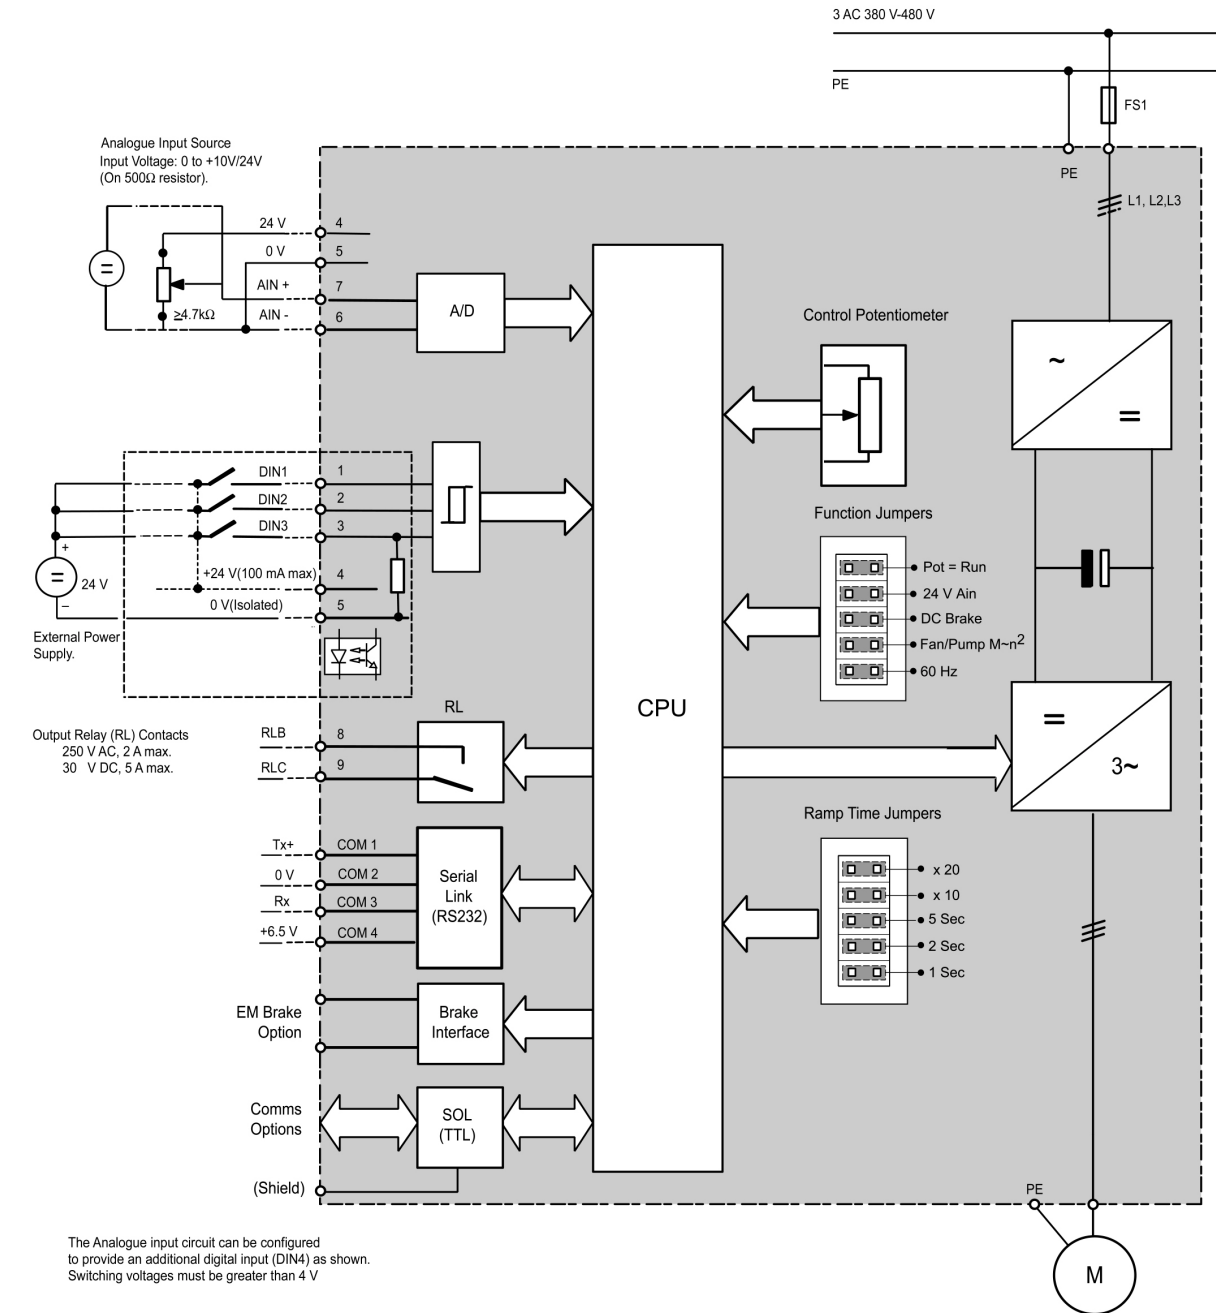 3 AC 380 V-480 V
PE
FS1
Analogue Input Source
Input Voltage: 0 to +10V/24V
(On 500Ω resistor).
PE
L1, L2,L3
24 V 4
0 V 5
AIN + 7
≥4.7kΩ AIN - 6
A/D
Control Potentiometer
~
=
DIN1 1
DIN2 2
DIN3 3
+
24 V
–
+24 V(100 mA max) 4
0 V(Isolated) 5
External Power
Supply.
Function Jumpers
Pot = Run
24 V Ain
DC Brake
Fan/Pump M~n²
60 Hz
CPU
RL
Output Relay (RL) Contacts
250 V AC, 2 A max.
30 V DC, 5 A max.
RLB 8
RLC 9
=
3~
Ramp Time Jumpers
x 20
x 10
5 Sec
2 Sec
1 Sec
Tx+ COM 1
0 V COM 2
Rx COM 3
+6.5 V COM 4
Serial
Link
(RS232)
EM Brake
Option
Brake
Interface
Comms
Options
SOL
(TTL)
(Shield)
PE
M
The Analogue input circuit can be configured
to provide an additional digital input (DIN4) as shown.
Switching voltages must be greater than 4 V